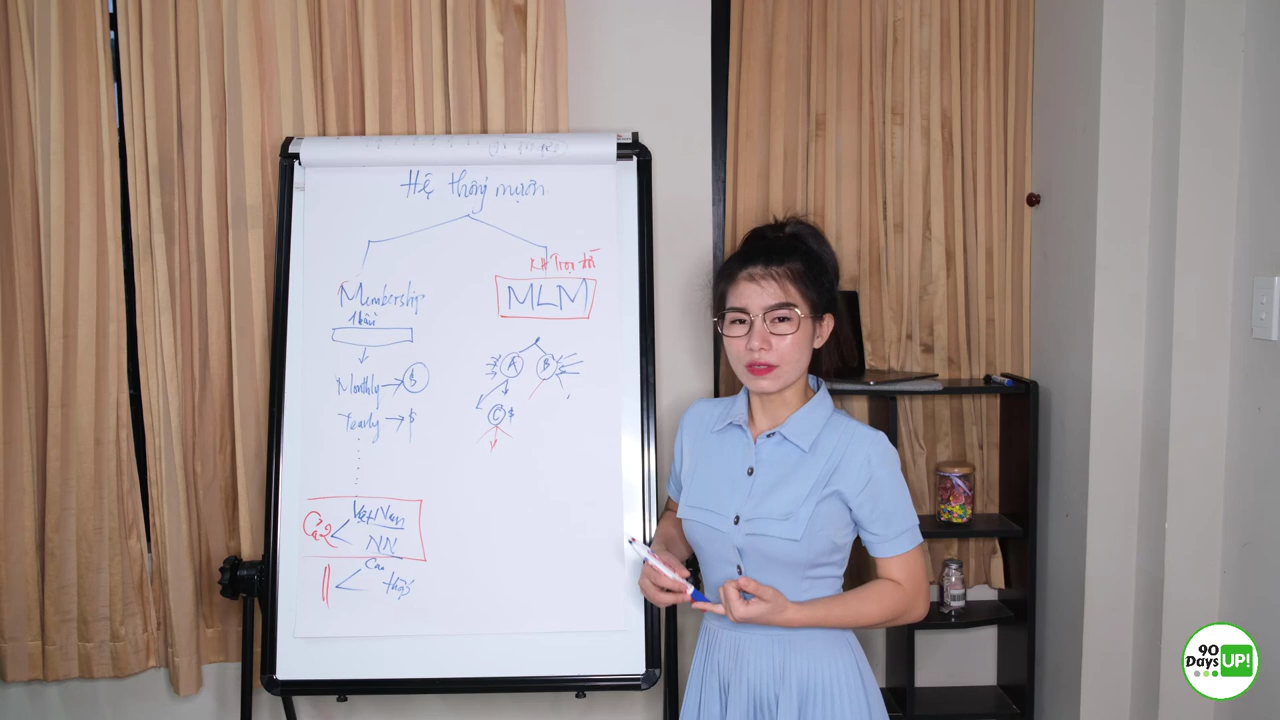 Hệ thống mượn
KH Trọn đời
Membership
MLM
1 lần
A
B
Monthly → $
Yearly → $
C $
Việt Nam
Cả 2
NN
Cao
thấp
90
Days UP!